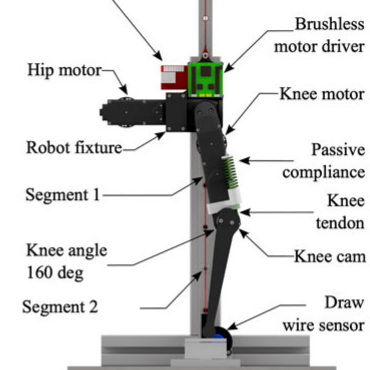 Brushless
motor driver
Hip motor
Knee motor
Robot fixture
Passive
compliance
Segment 1
Knee
tendon
Knee angle
160 deg
Knee cam
Segment 2
Draw
wire sensor